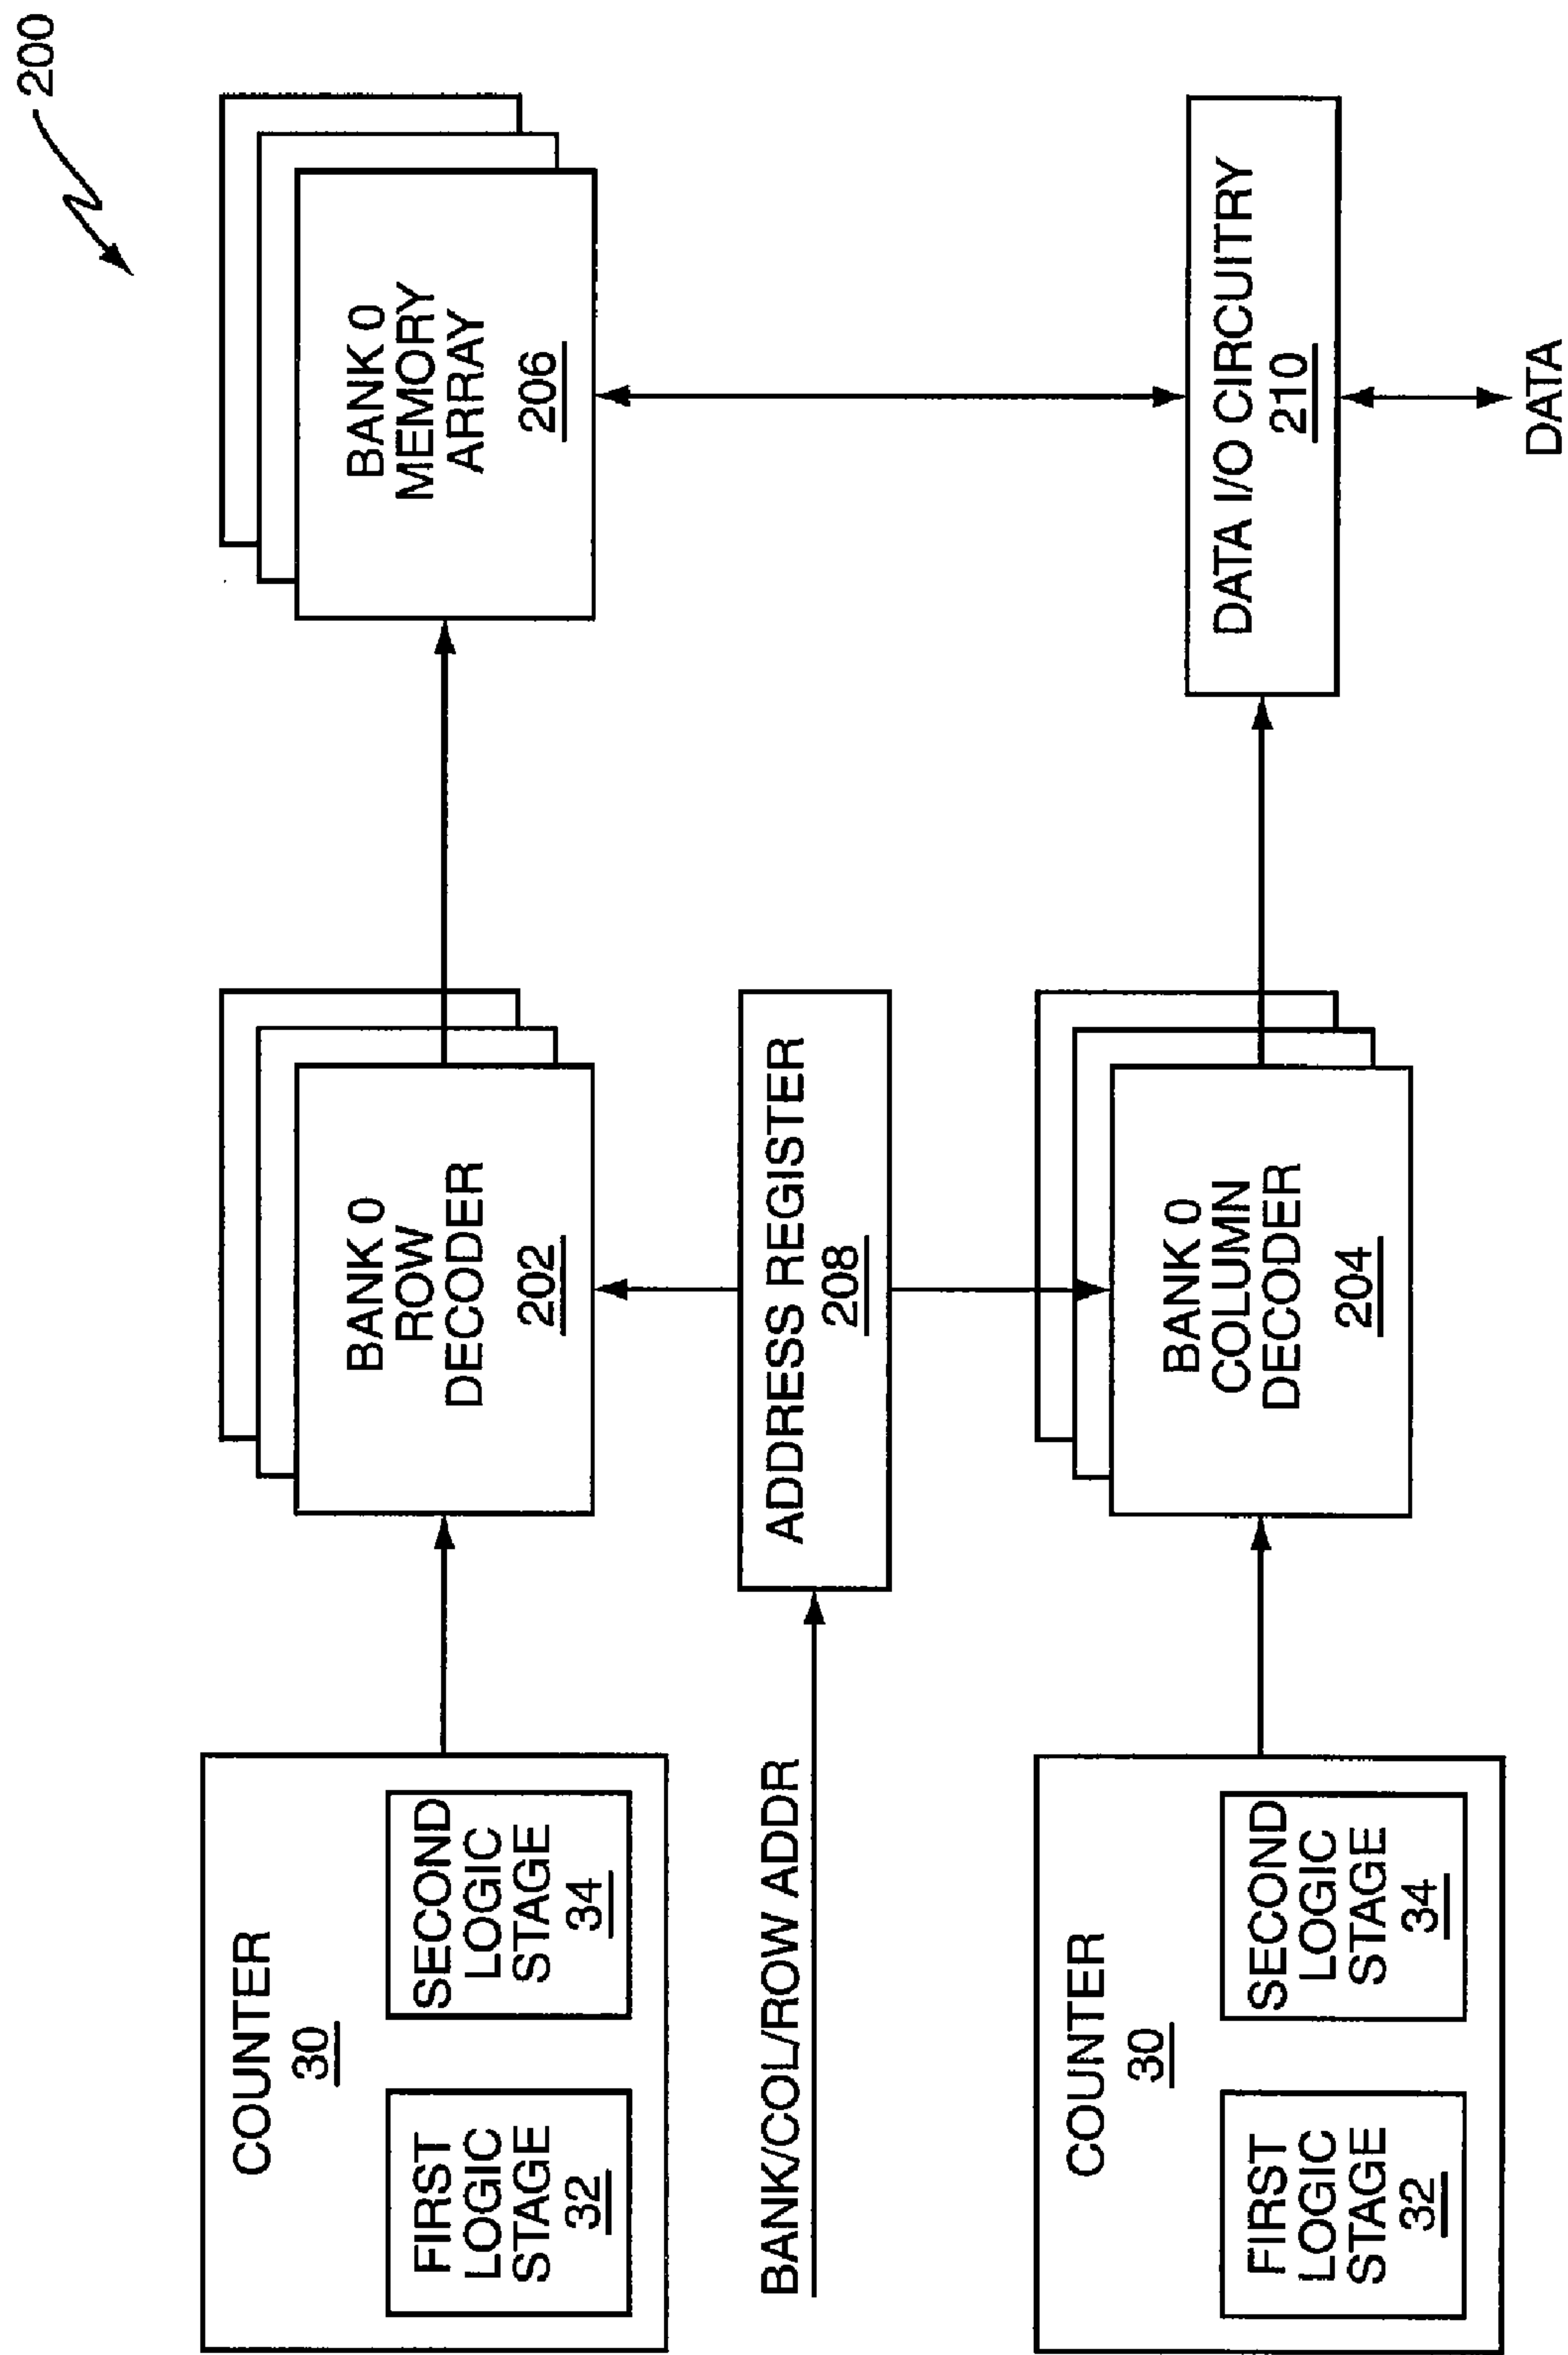 200
COUNTER
30
FIRST
LOGIC
STAGE
32
SECOND
LOGIC
STAGE
34
BANK 0
ROW
DECODER
202
BANK 0
MEMORY
ARRAY
206
BANK/COL/ROW ADDR
ADDRESS REGISTER
208
COUNTER
30
FIRST
LOGIC
STAGE
32
SECOND
LOGIC
STAGE
34
BANK 0
COLUMN
DECODER
204
DATA I/O CIRCUITRY
210
DATA